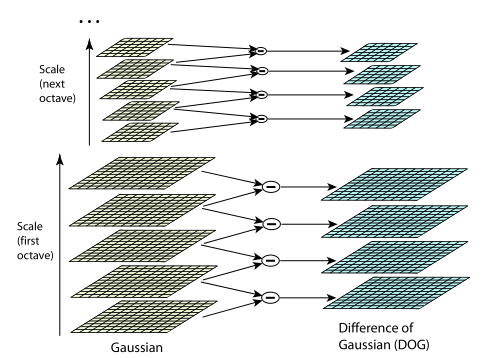 ...
Scale
(next
octave)
Scale
(first
octave)
Gaussian
Difference of
Gaussian (DOG)